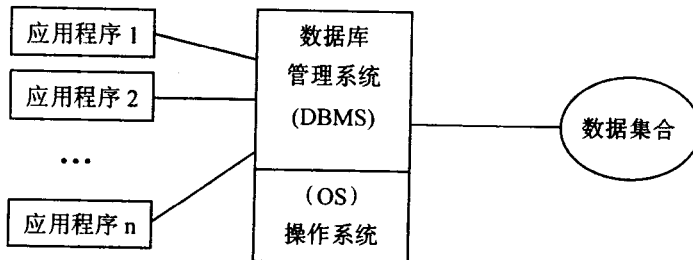 应用程序 1
应用程序 2
…
应用程序 n
数据库
管理系统
(DBMS)
（OS）
操作系统
数据集合